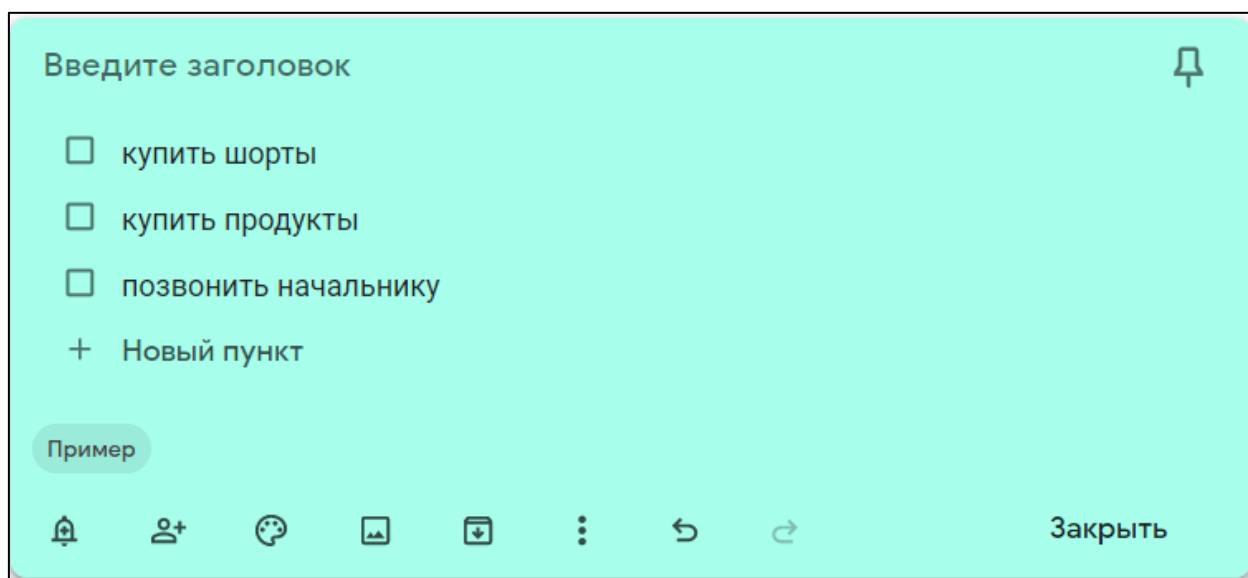 Введите заголовок
купить шорты
купить продукты
позвонить начальнику
+ Новый пункт
Пример
Закрыть